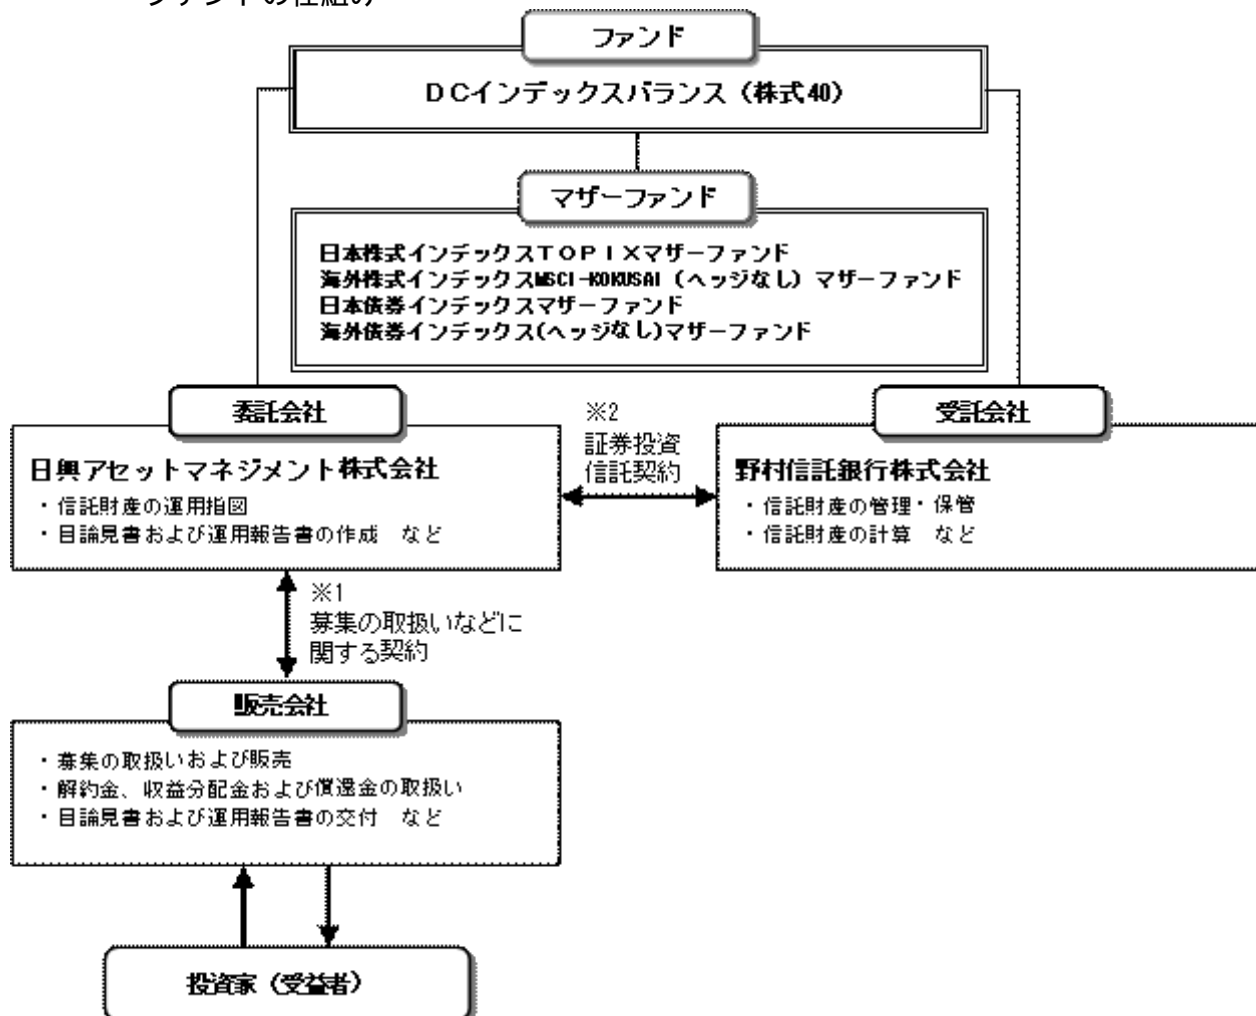 ファンドの仕組み
ファンド
DCインデックスバランス（株式40）
マザーファンド
日本株式インデックスTOPIXマザーファンド
海外株式インデックスMSCI-KOKUSAI（ヘッジなし）マザーファンド
日本債券インデックスマザーファンド
海外債券インデックス(ヘッジなし)マザーファンド
委託会社
日興アセットマネジメント株式会社
・信託財産の運用指図
・目論見書および運用報告書の作成　など
※2
証券投資
信託契約
受託会社
野村信託銀行株式会社
・信託財産の管理・保管
・信託財産の計算　など
※1
募集の取扱いなどに
関する契約
販売会社
・募集の取扱いおよび販売
・解約金、収益分配金および償還金の取扱い
・目論見書および運用報告書の交付　など
投資家（受益者）